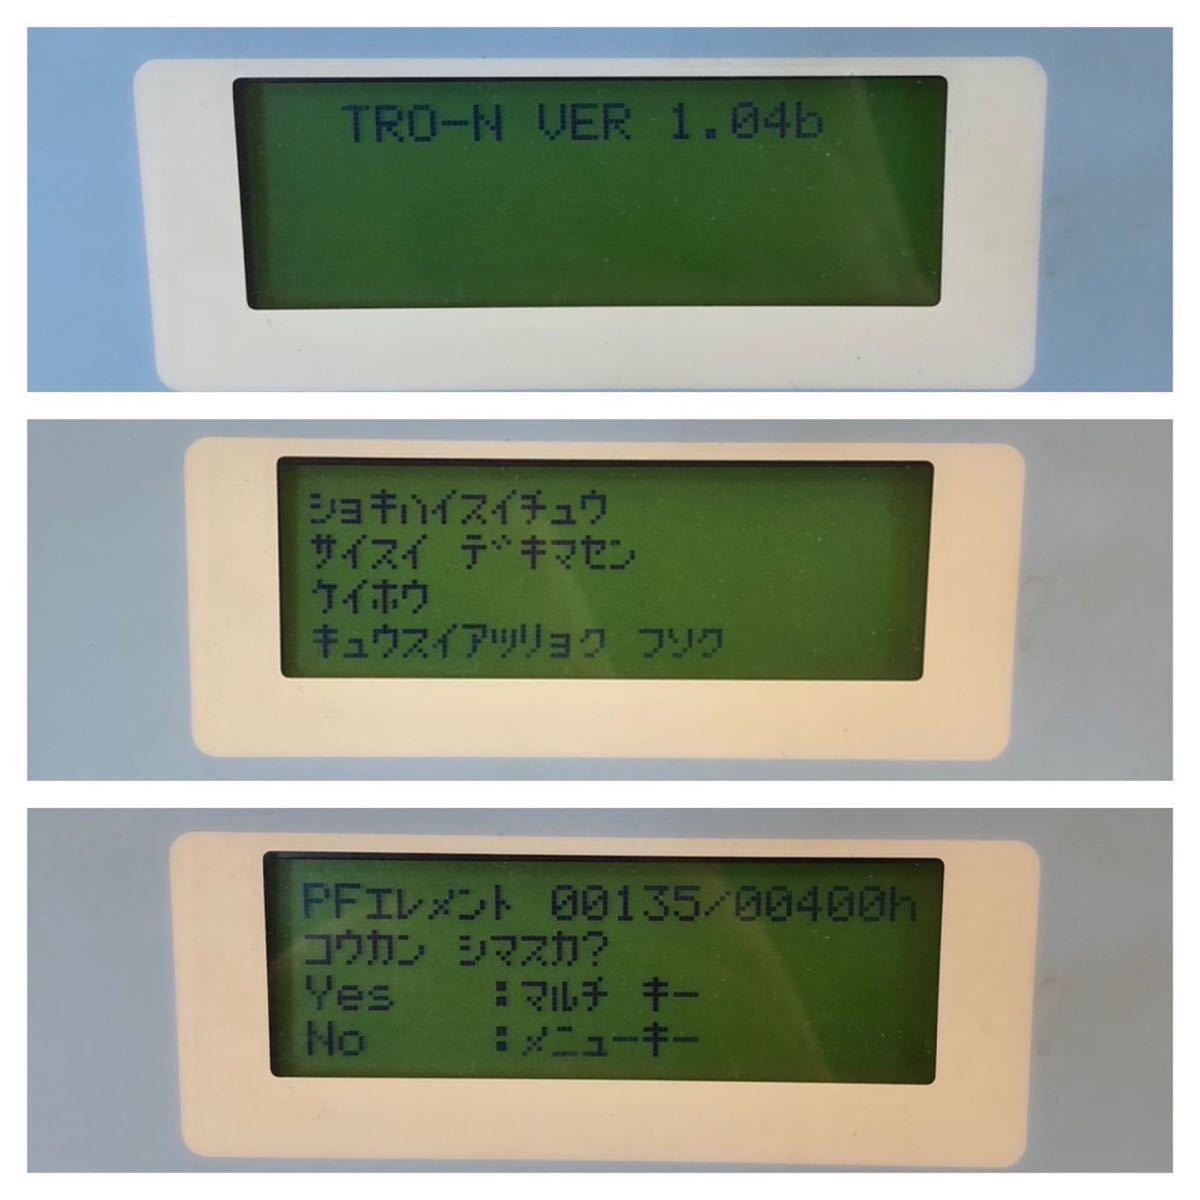 TRO-N VER 1.04b
ショキハイスイチュウ
サイスイ デキマセン
ケイホウ
キュウスイアツリョク フソク
PFエレメント 00135/00400h
コウカン シマスカ?
Yes :マルチ キー
No :メニューキー